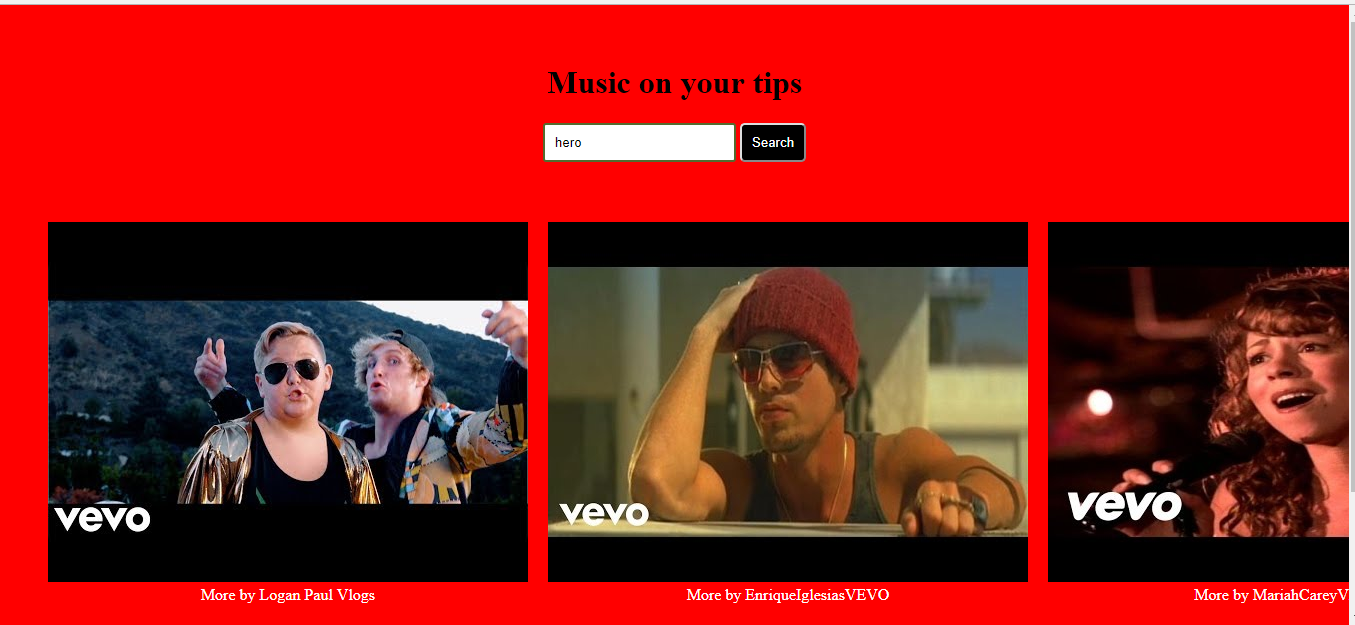 Music on your tips
hero
Search
vevo
vevo
vevo
More by Logan Paul Vlogs
More by EnriqueIglesiasVEVO
More by MariahCareyV